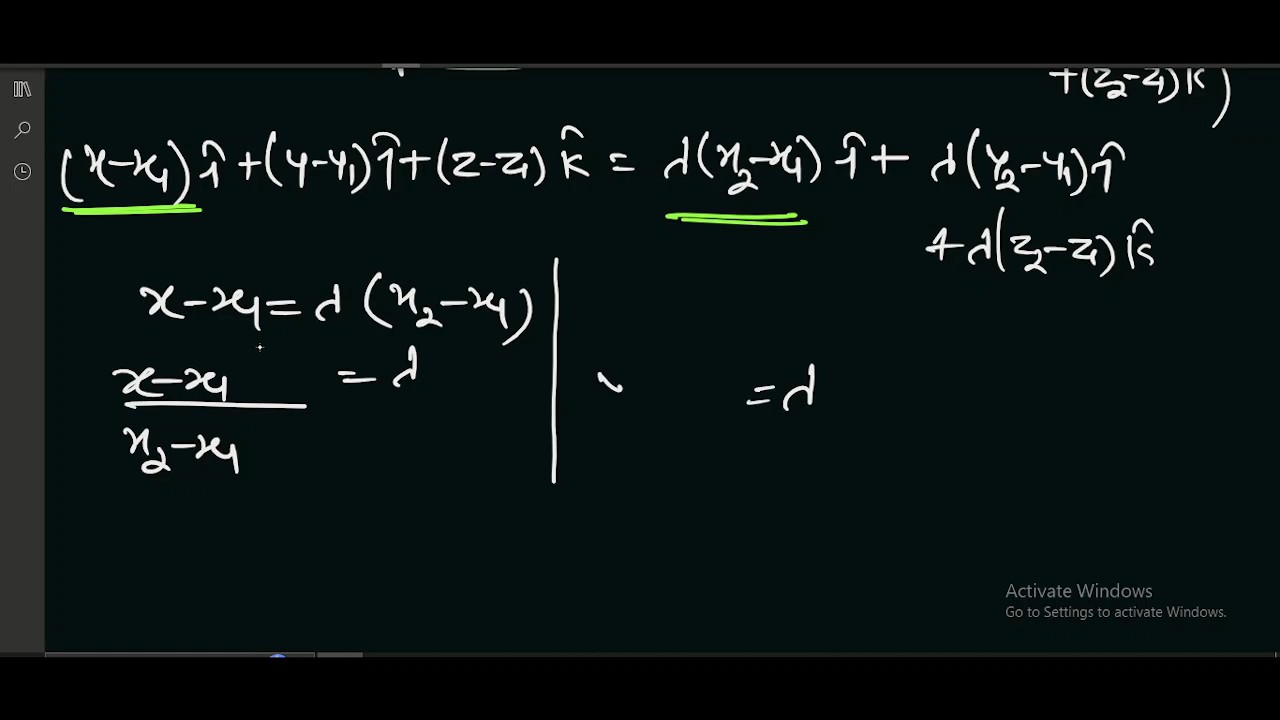 +(z₂-z₁)k̂)
(x-x₁)î+(y-y₁)ĵ+(z-z₁)k̂ = λ(x₂-x₁)î+ λ(y₂-y₁)ĵ
+λ(z₂-z₁)k̂
x-x₁=λ(x₂-x₁)
x-x₁ = λ
x₂-x₁
=λ
Activate Windows
Go to Settings to activate Windows.